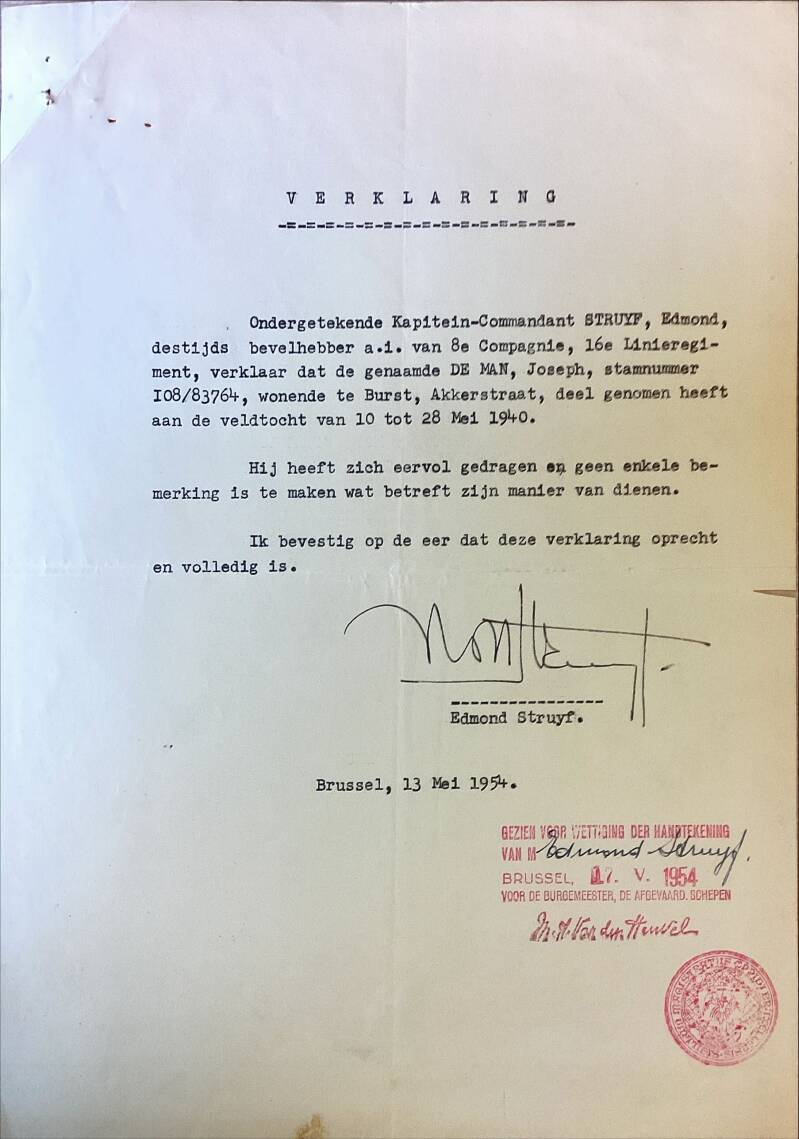 V E R K L A R I N G
-=-=-=-=-=-=-=-=-=-=-=-=-=-=-=-
Ondergetekende Kapitein-Commandant STRUYF, Edmond,
destijds bevelhebber a.i. van 8e Compagnie, 16e Linieregi-
ment, verklaar dat de genaamde DE MAN, Joseph, stamnummer
I08/83764, wonende te Burst, Akkerstraat, deel genomen heeft
aan de veldtocht van 10 tot 28 Mei 1940.
Hij heeft zich eervol gedragen en geen enkele be-
merking is te maken wat betreft zijn manier van dienen.
Ik bevestig op de eer dat deze verklaring oprecht
en volledig is.
----------------
Edmond Struyf.
Brussel, 13 Mei 1954.
GEZIEN VOOR WETTIGING DER HANDTEKENING
VAN M Edmond Struyf.
BRUSSEL, 17. V. 1954
VOOR DE BURGEMEESTER, DE AFGEVAARD. SCHEPEN
Van den Heuvel